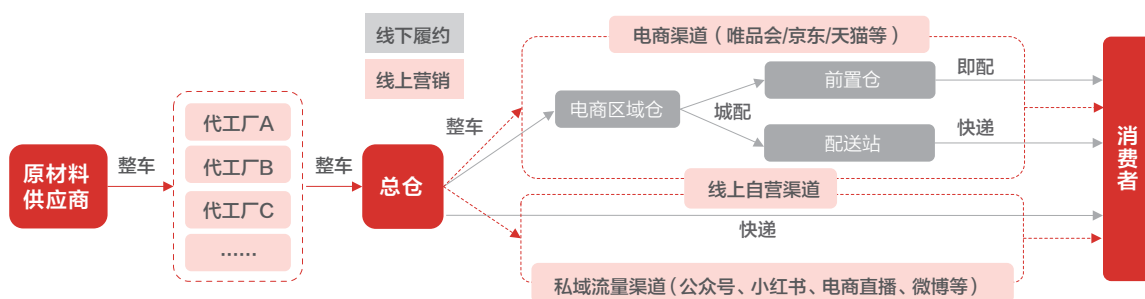 线下履约
线上营销
电商渠道（唯品会/京东/天猫等）
原材料
供应商
整车
代工厂A
代工厂B
代工厂C
……
整车
总仓
整车
电商区域仓
城配
前置仓
即配
配送站
快递
线上自营渠道
快递
私域流量渠道（公众号、小红书、电商直播、微博等）
消费者